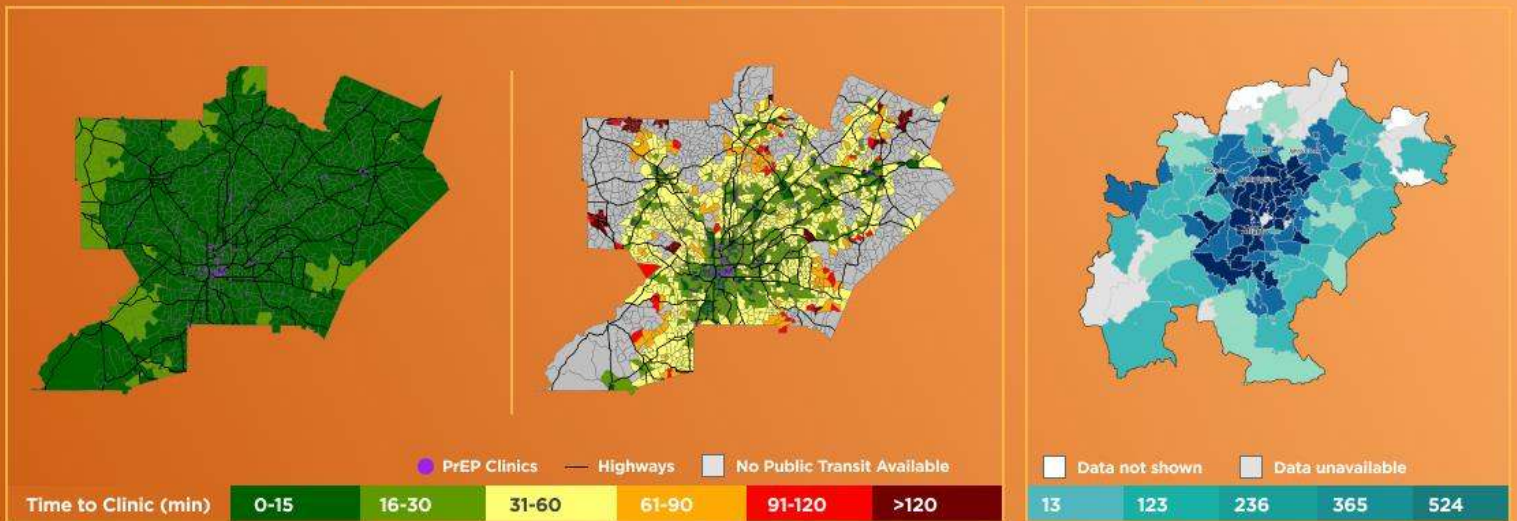 PrEP Clinics
Highways
No Public Transit Available
Time to Clinic (min)
0-15
16-30
31-60
61-90
91-120
>120
Data not shown
Data unavailable
13
123
236
365
524